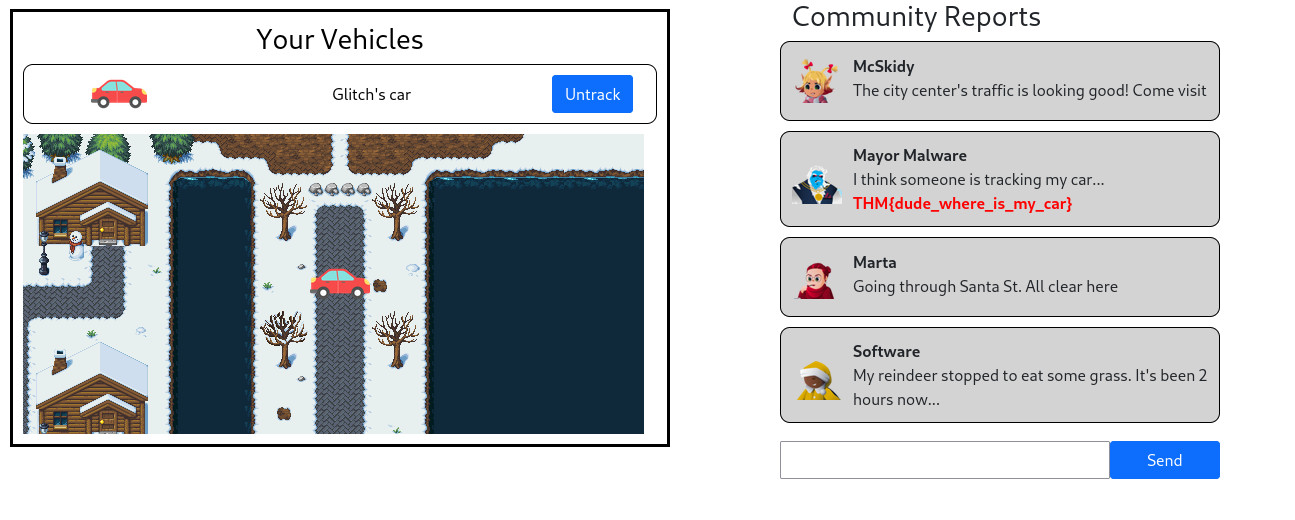 Your Vehicles
Glitch's car
Untrack
Community Reports
McSkidy
The city center's traffic is looking good! Come visit
Mayor Malware
I think someone is tracking my car...
THM{dude_where_is_my_car}
Marta
Going through Santa St. All clear here
Software
My reindeer stopped to eat some grass. It's been 2
hours now...
Send